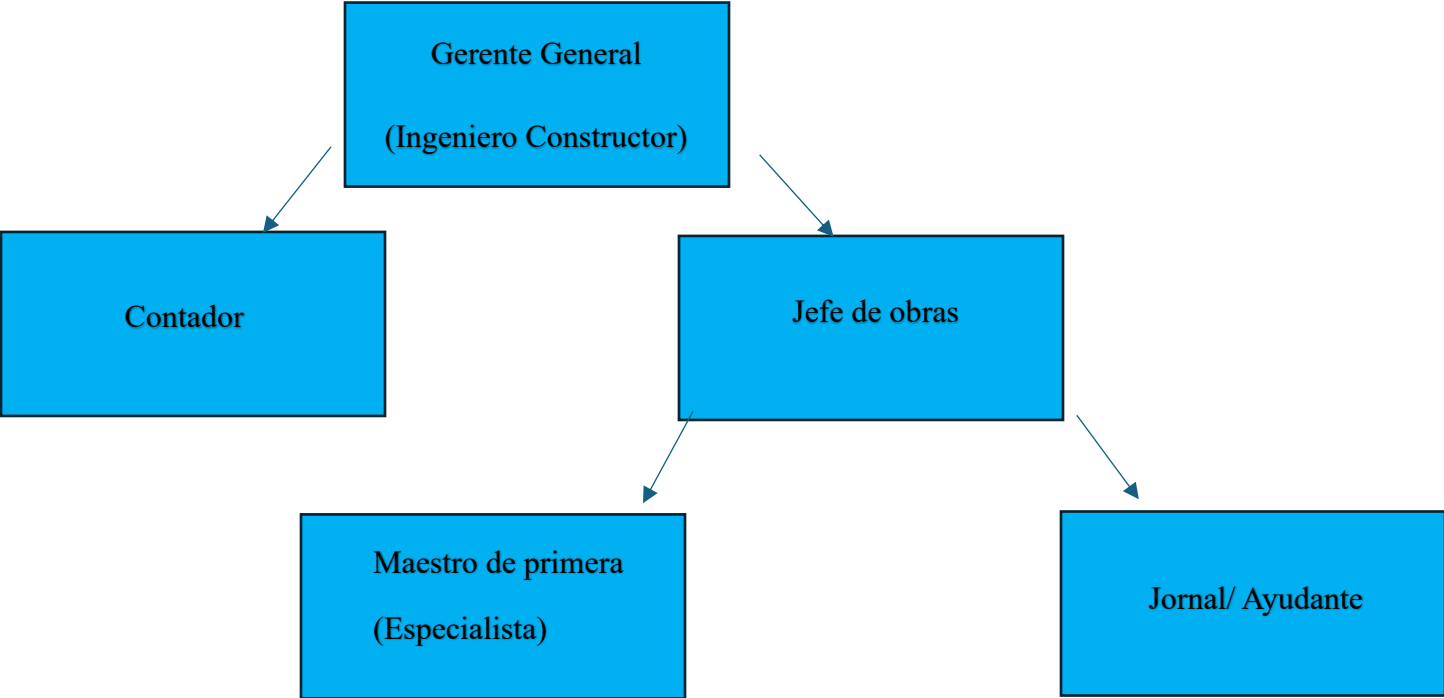 Gerente General
(Ingeniero Constructor)
Contador
Jefe de obras
Maestro de primera
(Especialista)
Jornal/ Ayudante